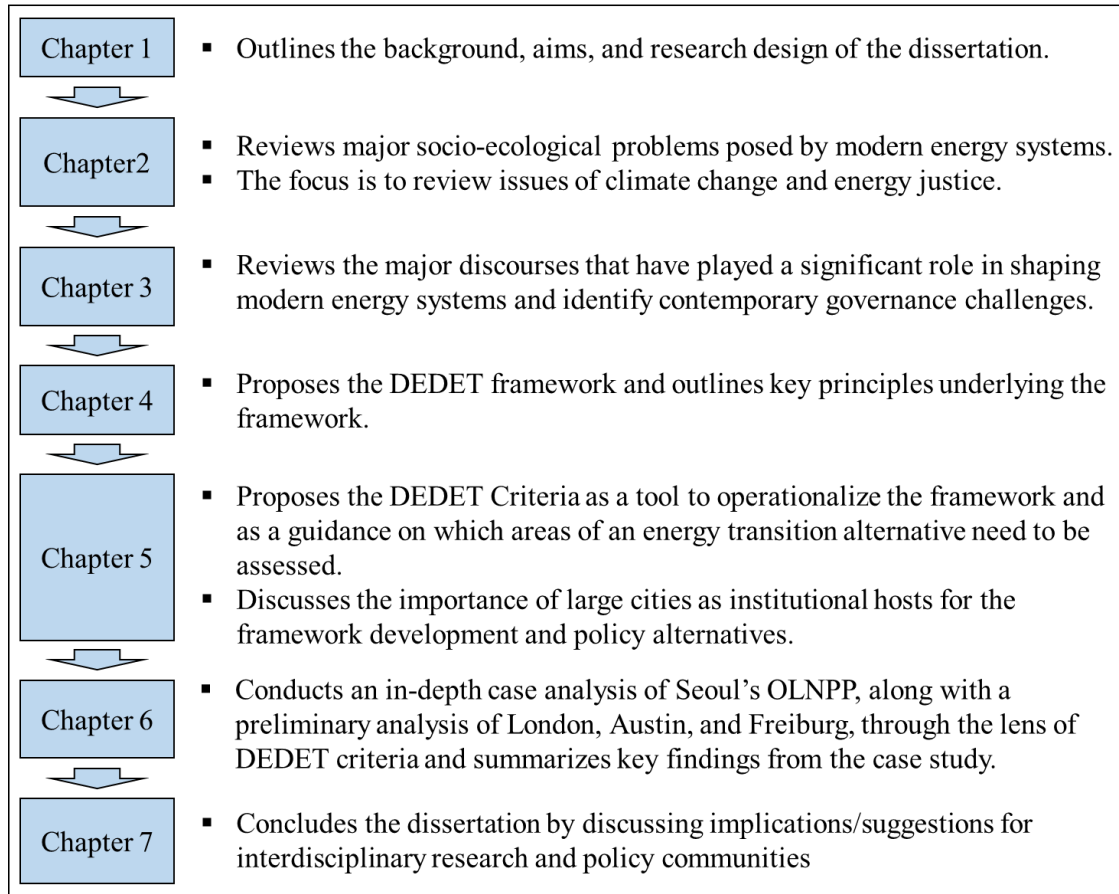 Chapter 1
▪ Outlines the background, aims, and research design of the dissertation.
Chapter2
▪ Reviews major socio-ecological problems posed by modern energy systems.
▪ The focus is to review issues of climate change and energy justice.
Chapter 3
▪ Reviews the major discourses that have played a significant role in shaping
modern energy systems and identify contemporary governance challenges.
Chapter 4
▪ Proposes the DEDET framework and outlines key principles underlying the
framework.
Chapter 5
▪ Proposes the DEDET Criteria as a tool to operationalize the framework and
as a guidance on which areas of an energy transition alternative need to be
assessed.
▪ Discusses the importance of large cities as institutional hosts for the
framework development and policy alternatives.
Chapter 6
▪ Conducts an in-depth case analysis of Seoul’s OLNPP, along with a
preliminary analysis of London, Austin, and Freiburg, through the lens of
DEDET criteria and summarizes key findings from the case study.
Chapter 7
▪ Concludes the dissertation by discussing implications/suggestions for
interdisciplinary research and policy communities